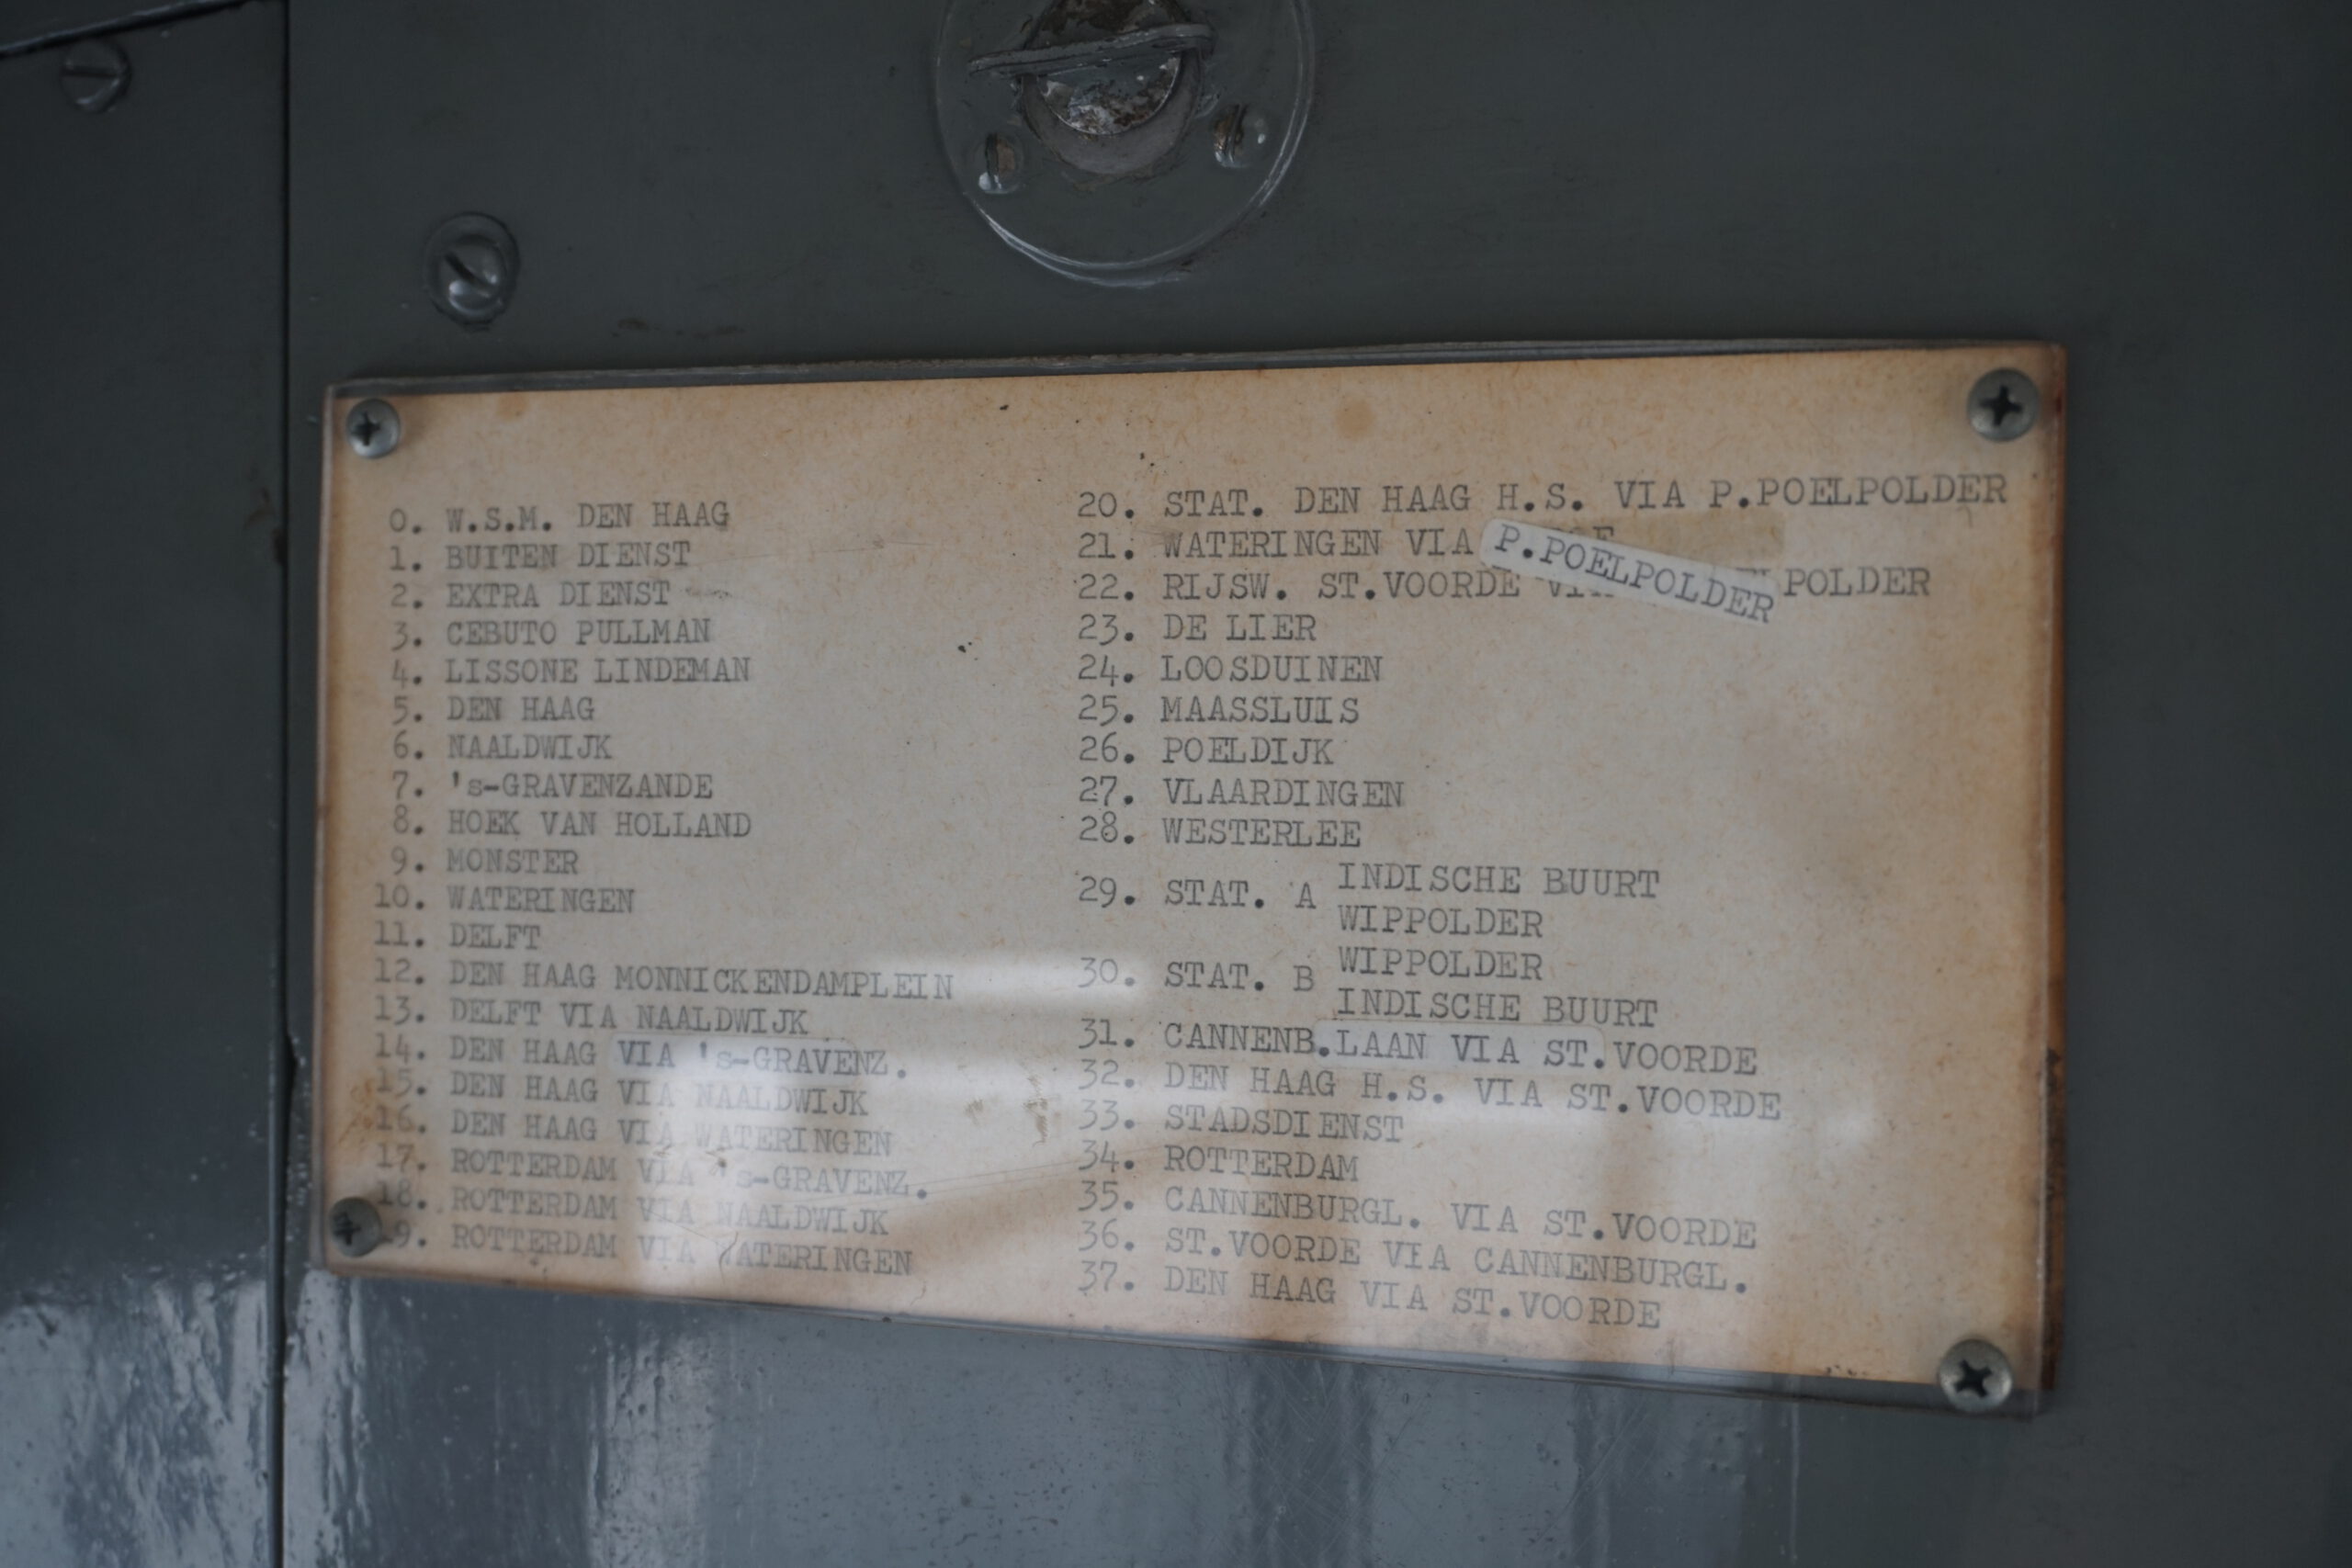 0. W.S.M. DEN HAAG
1. BUITEN DIENST
2. EXTRA DIENST
3. CEBUTO PULLMAN
4. LISSONE LINDEMAN
5. DEN HAAG
6. NAALDWIJK
7. 's-GRAVENZANDE
8. HOEK VAN HOLLAND
9. MONSTER
10. WATERINGEN
11. DELFT
12. DEN HAAG MONNICKENDAMPLEIN
13. DELFT VIA NAALDWIJK
14. DEN HAAG VIA 's-GRAVENZ.
15. DEN HAAG VIA NAALDWIJK
16. DEN HAAG VIA WATERINGEN
17. ROTTERDAM VIA 's-GRAVENZ.
18. ROTTERDAM VIA NAALDWIJK
9. ROTTERDAM VIA WATERINGEN
20. STAT. DEN HAAG H.S. VIA P.POELPOLDER
21. WATERINGEN VIA P.POELPOLDER
22. RIJSW. ST.VOORDE POLDER
23. DE LIER
24. LOOSDUINEN
25. MAASSLUIS
26. POELDIJK
27. VLAARDINGEN
28. WESTERLEE
29. STAT. A INDISCHE BUURT
WIPPOLDER
30. STAT. B WIPPOLDER
INDISCHE BUURT
31. CANNENB.LAAN VIA ST.VOORDE
32. DEN HAAG H.S. VIA ST.VOORDE
33. STADSDIENST
34. ROTTERDAM
35. CANNENBURGL. VIA ST.VOORDE
36. ST.VOORDE VIA CANNENBURGL.
37. DEN HAAG VIA ST.VOORDE